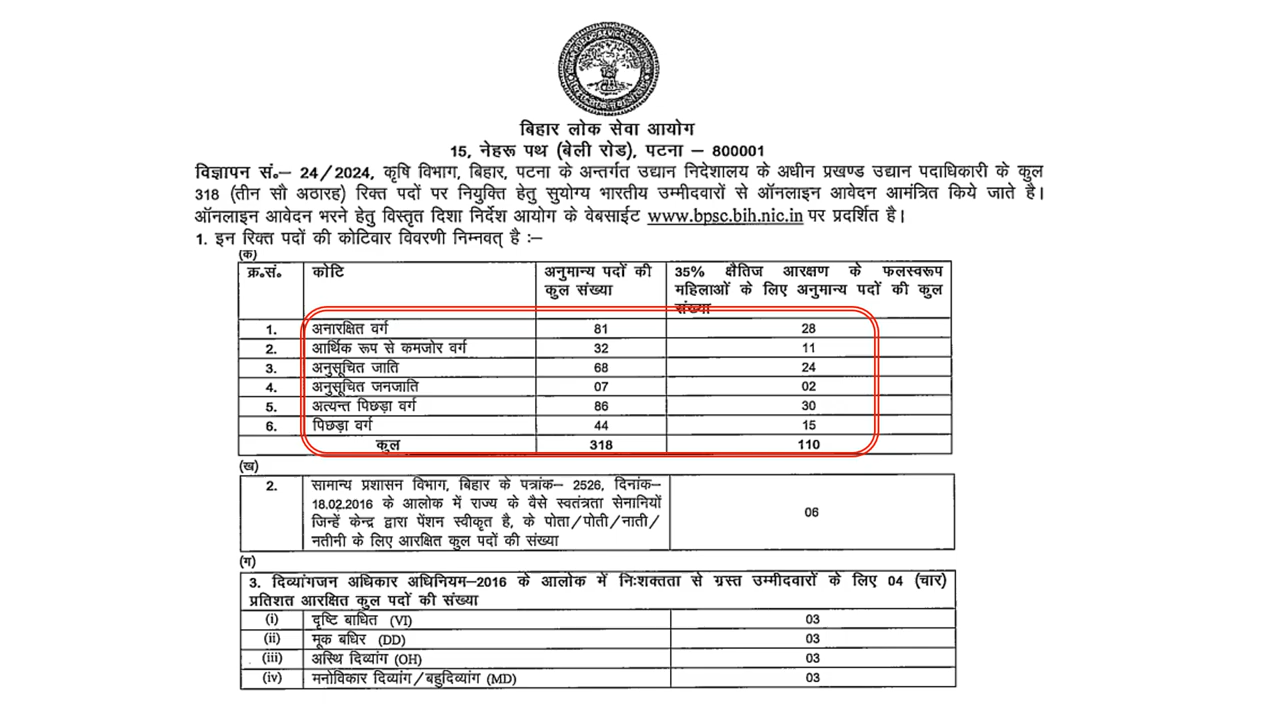 बिहार लोक सेवा आयोग
15, नेहरू पथ (बेली रोड), पटना – 800001
विज्ञापन सं०– 24/2024, कृषि विभाग, बिहार, पटना के अन्तर्गत उद्यान निदेशालय के अधीन प्रखण्ड उद्यान पदाधिकारी के कुल
318 (तीन सौ अठारह) रिक्त पदों पर नियुक्ति हेतु सुयोग्य भारतीय उम्मीदवारों से ऑनलाइन आवेदन आमंत्रित किये जाते है।
ऑनलाइन आवेदन भरने हेतु विस्तृत दिशा निर्देश आयोग के वेबसाईट www.bpsc.bih.nic.in पर प्रदर्शित है।
1. इन रिक्त पदों की कोटिवार विवरणी निम्नवत् है :–
(क)
क्र०सं० कोटि अनुमान्य पदों की 35% क्षैतिज आरक्षण के फलस्वरूप
कुल संख्या महिलाओं के लिए अनुमान्य पदों की कुल
संख्या
1. अनारक्षित वर्ग 81 28
2. आर्थिक रूप से कमजोर वर्ग 32 11
3. अनुसूचित जाति 68 24
4. अनुसूचित जनजाति 07 02
5. अत्यन्त पिछड़ा वर्ग 86 30
6. पिछड़ा वर्ग 44 15
कुल 318 110
(ख)
2. सामान्य प्रशासन विभाग, बिहार के पत्रांक– 2526, दिनांक–
18.02.2016 के आलोक में राज्य के वैसे स्वतंत्रता सेनानियों
जिन्हें केन्द्र द्वारा पेंशन स्वीकृत है, के पोता/पोती/नाती/
नतीनी के लिए आरक्षित कुल पदों की संख्या
06
(ग)
3. दिव्यांगजन अधिकार अधिनियम–2016 के आलोक में निःशक्तता से ग्रस्त उम्मीदवारों के लिए 04 (चार)
प्रतिशत आरक्षित कुल पदों की संख्या
(i) दृष्टि बाधित (VI) 03
(ii) मूक बधिर (DD) 03
(iii) अस्थि दिव्यांग (OH) 03
(iv) मनोविकार दिव्यांग/बहुदिव्यांग (MD) 03